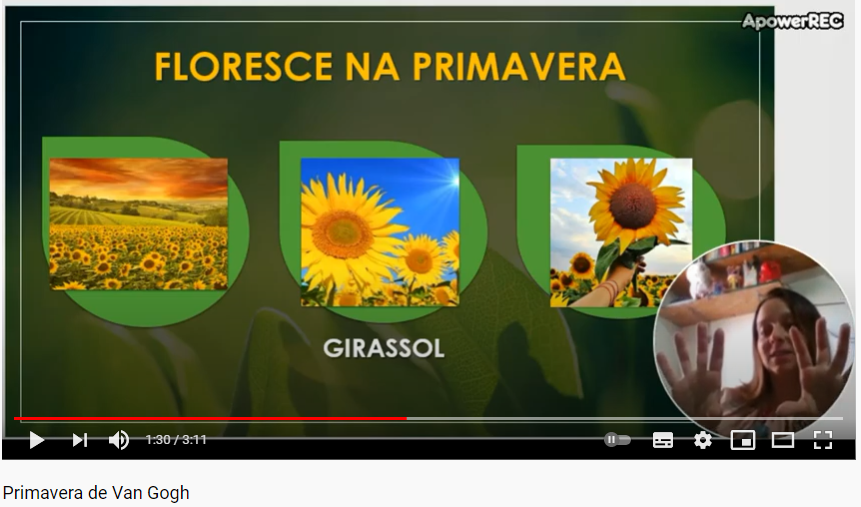 ApowerREC
FLORESCE NA PRIMAVERA
GIRASSOL
1:30 / 3:11
Primavera de Van Gogh